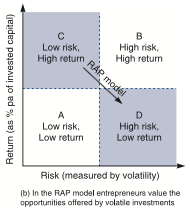 Return (as % pa of invested capital)
C
Low risk,
High return
B
High risk,
High return
RAP model
A
Low risk,
Low return
D
High risk,
Low return
Risk (measured by volatility)
(b) In the RAP model entrepreneurs value the
opportunities offered by volatile investments